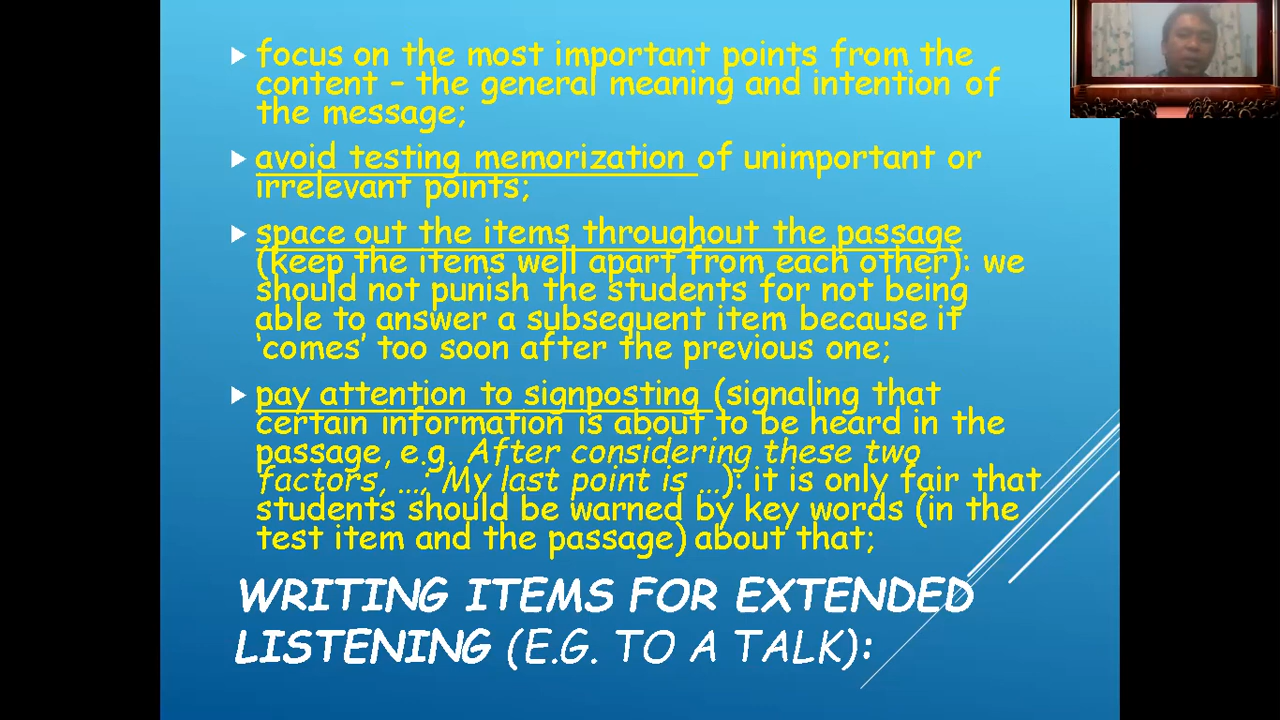 focus on the most important points from the
content – the general meaning and intention of
the message;
avoid testing memorization of unimportant or
irrelevant points;
space out the items throughout the passage
(keep the items well apart from each other): we
should not punish the students for not being
able to answer a subsequent item because it
‘comes’ too soon after the previous one;
pay attention to signposting (signaling that
certain information is about to be heard in the
passage, e.g. After considering these two
factors, …; My last point is …): it is only fair that
students should be warned by key words (in the
test item and the passage) about that;
WRITING ITEMS FOR EXTENDED
LISTENING (E.G. TO A TALK):